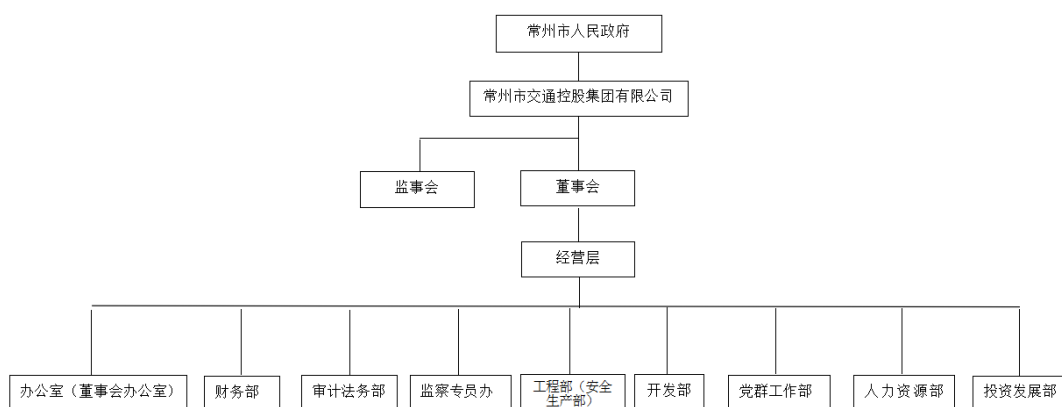 常州市人民政府
常州市交通控股集团有限公司
监事会
董事会
经营层
办公室（董事会办公室）
财务部
审计法务部
监察专员办
工程部（安全
生产部）
开发部
党群工作部
人力资源部
投资发展部